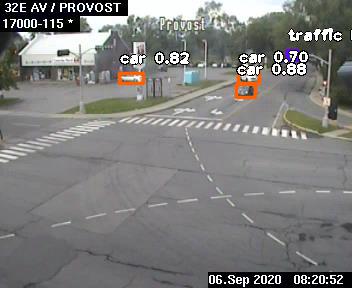 32E AV / PROVOST
17000-115 *
Provost
traffic
car 0.82
car 0.70
car 0.88
06.Sep 2020 08:20:52